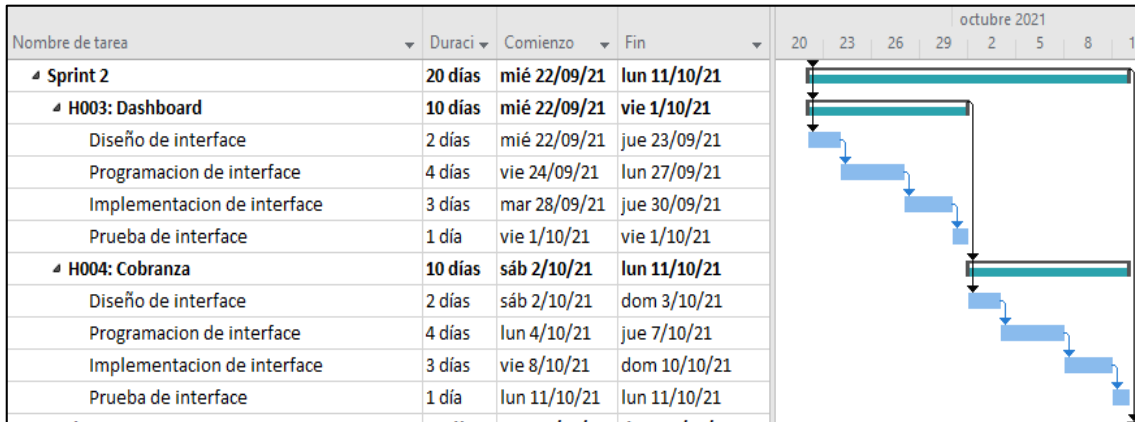 octubre 2021
Nombre de tarea Duraci Comienzo Fin 20 23 26 29 2 5 8 1
Sprint 2 20 días mié 22/09/21 lun 11/10/21
H003: Dashboard 10 días mié 22/09/21 vie 1/10/21
Diseño de interface 2 días mié 22/09/21 jue 23/09/21
Programacion de interface 4 días vie 24/09/21 lun 27/09/21
Implementacion de interface 3 días mar 28/09/21 jue 30/09/21
Prueba de interface 1 día vie 1/10/21 vie 1/10/21
H004: Cobranza 10 días sáb 2/10/21 lun 11/10/21
Diseño de interface 2 días sáb 2/10/21 dom 3/10/21
Programacion de interface 4 días lun 4/10/21 jue 7/10/21
Implementacion de interface 3 días vie 8/10/21 dom 10/10/21
Prueba de interface 1 día lun 11/10/21 lun 11/10/21